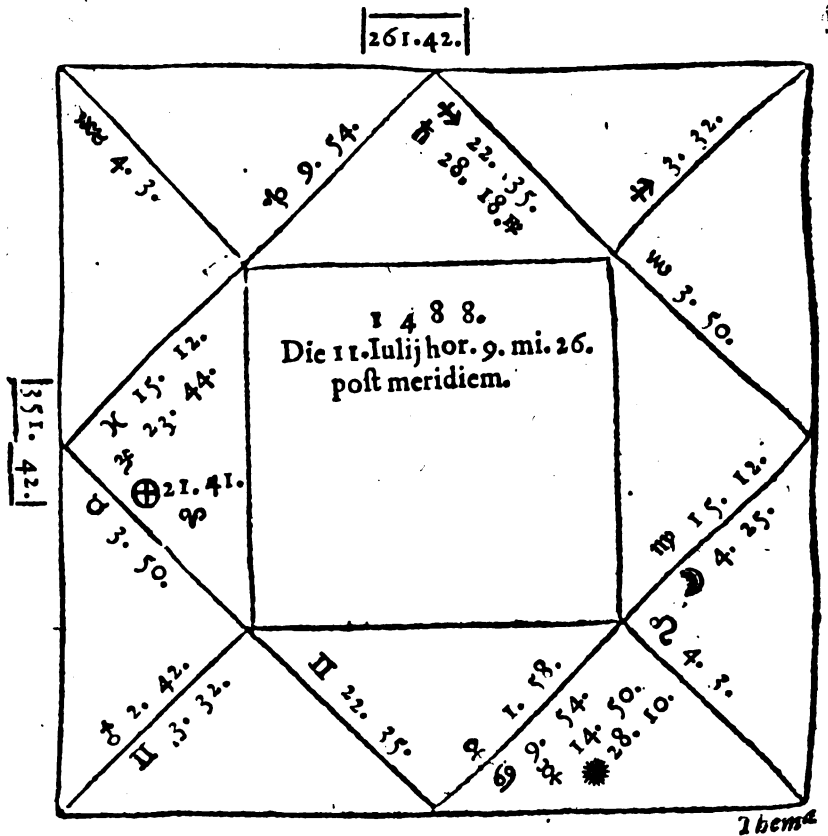 261.42.
♒ 4. 3.
♑ 9. 54.
♐ 22. 35.
♄ 28. 18. ℞
♐ 3. 32.
♏ 3. 50.
1 4 8 8.
Die 11. Iulij hor. 9. mi. 26.
poſt meridiem.
351. 42.
♓ 15. 12.
♃ 23. 44.
⊕ 21. 41.
♈
♉ 3. 50.
♂ 2. 42.
♊ 3. 32.
♊ 22. 35.
♀ 1. 58.
♋ 9. 54.
☿ 14. 50.
☀ 28. 10.
♌ 4. 3.
☽ 4. 25.
♍ 15. 12.
Thema